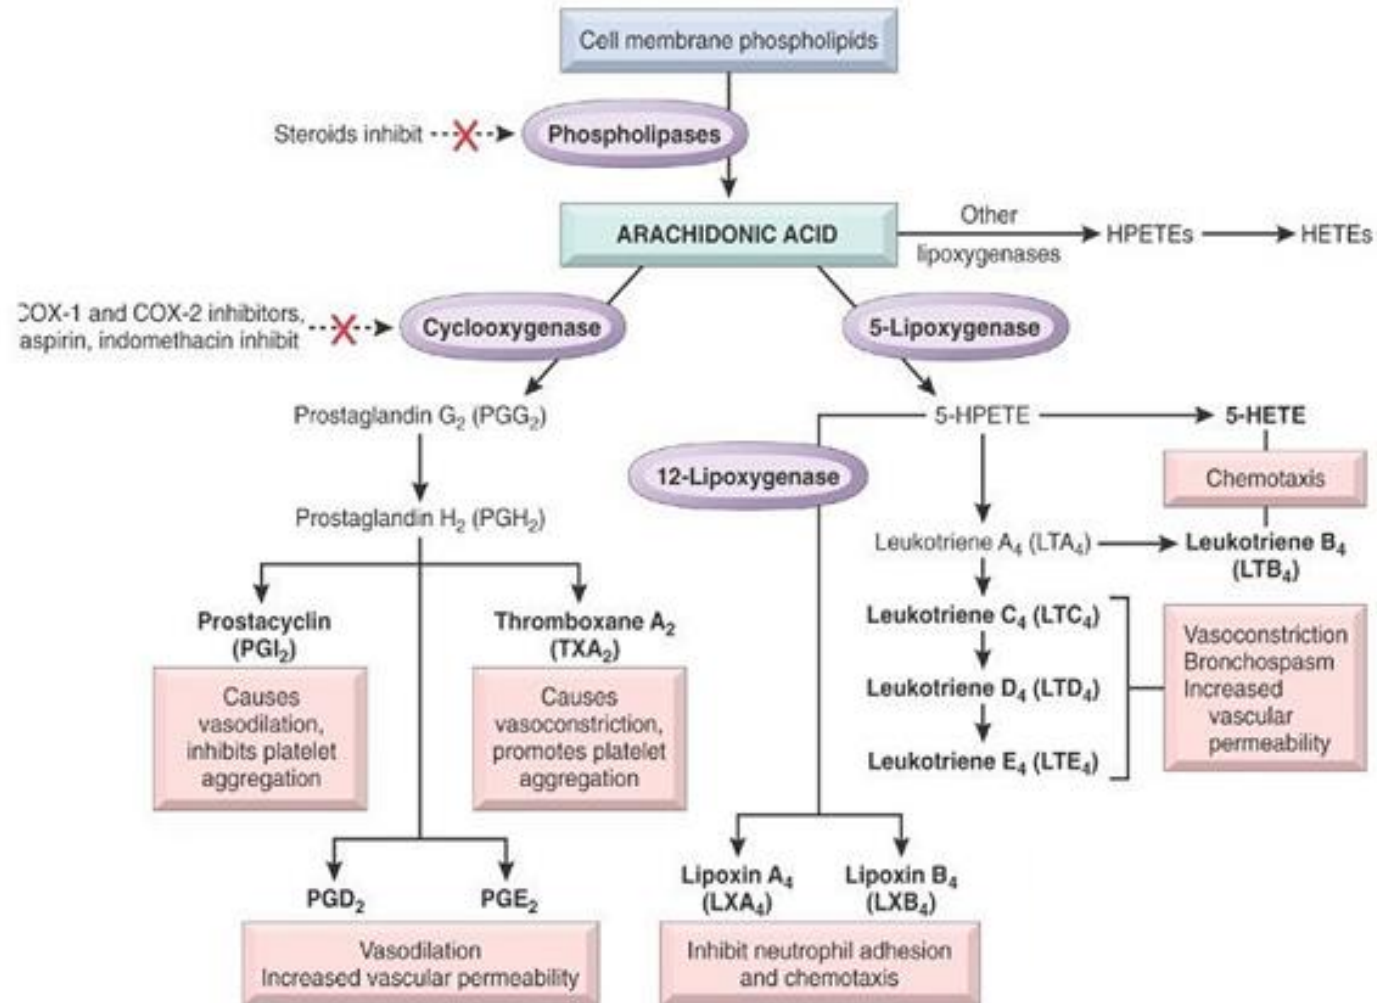 Cell membrane phospholipids
Steroids inhibit
Phospholipases
ARACHIDONIC ACID
Other
lipoxygenases
HPETEs
HETEs
COX-1 and COX-2 inhibitors,
aspirin, indomethacin inhibit
Cyclooxygenase
5-Lipoxygenase
Prostaglandin G₂ (PGG₂)
5-HPETE
5-HETE
12-Lipoxygenase
Chemotaxis
Prostaglandin H₂ (PGH₂)
Leukotriene A₄ (LTA₄)
Leukotriene B₄
(LTB₄)
Prostacyclin
(PGI₂)
Causes
vasodilation,
inhibits platelet
aggregation
Thromboxane A₂
(TXA₂)
Causes
vasoconstriction,
promotes platelet
aggregation
Leukotriene C₄ (LTC₄)
Leukotriene D₄ (LTD₄)
Leukotriene E₄ (LTE₄)
Vasoconstriction
Bronchospasm
Increased
vascular
permeability
PGD₂
PGE₂
Vasodilation
Increased vascular permeability
Lipoxin A₄
(LXA₄)
Lipoxin B₄
(LXB₄)
Inhibit neutrophil adhesion
and chemotaxis